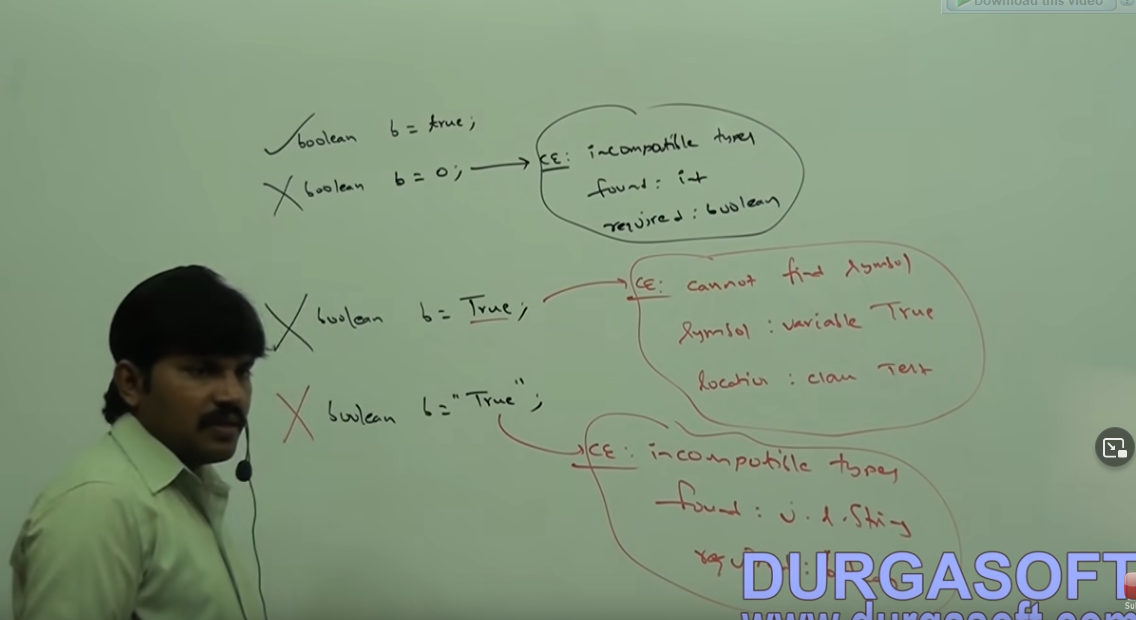 Download this video
boolean b = true;
boolean b = 0; → CE: incompatible types
found: int
required: boolean
boolean b = True; → CE: cannot find symbol
symbol: variable True
location: class Test
boolean b = "True"; → CE: incompatible types
found: j.l.String
required: boolean
DURGASOFT
www.durgasoft.com
Su